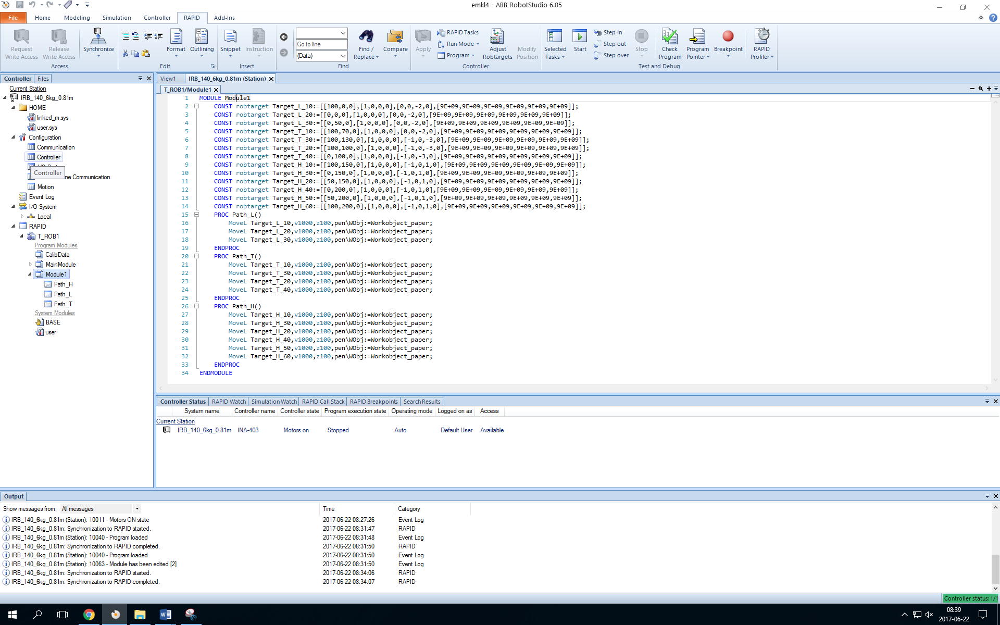 emkl4 - ABB RobotStudio 6.05
File Home Modeling Simulation Controller RAPID Add-Ins
Request Write Access
Release Write Access
Synchronize
Access
Format
Outlining
Edit
Snippet
Instruction
Insert
Go to line
(Data)
Find / Replace
Compare
Find
Apply
RAPID Tasks
Run Mode
Program
Adjust Robtargets
Modify Position
Controller
Selected Tasks
Start
Step in
Step out
Step over
Stop
Check Program
Program Pointer
Breakpoint
Test and Debug
RAPID Profiler
Controller Files
Current Station
IRB_140_6kg_0.81m
HOME
linked_m.sys
user.sys
Configuration
Communication
Controller
Controller
ne Communication
Motion
Event Log
I/O System
Local
RAPID
T_ROB1
Program Modules
CalibData
MainModule
Module1
Path_H
Path_L
Path_T
System Modules
BASE
user
View1 IRB_140_6kg_0.81m (Station)
T_ROB1/Module1
1 MODULE Module1
2 CONST robtarget Target_L_10:=[[100,0,0],[1,0,0,0],[0,0,-2,0],[9E+09,9E+09,9E+09,9E+09,9E+09,9E+09]];
3 CONST robtarget Target_L_20:=[[0,0,0],[1,0,0,0],[0,0,-2,0],[9E+09,9E+09,9E+09,9E+09,9E+09,9E+09]];
4 CONST robtarget Target_L_30:=[[0,50,0],[1,0,0,0],[0,0,-2,0],[9E+09,9E+09,9E+09,9E+09,9E+09,9E+09]];
5 CONST robtarget Target_T_10:=[[100,70,0],[1,0,0,0],[0,0,-2,0],[9E+09,9E+09,9E+09,9E+09,9E+09,9E+09]];
6 CONST robtarget Target_T_30:=[[100,130,0],[1,0,0,0],[-1,0,-3,0],[9E+09,9E+09,9E+09,9E+09,9E+09,9E+09]];
7 CONST robtarget Target_T_20:=[[100,100,0],[1,0,0,0],[-1,0,-3,0],[9E+09,9E+09,9E+09,9E+09,9E+09,9E+09]];
8 CONST robtarget Target_T_40:=[[0,100,0],[1,0,0,0],[-1,0,-3,0],[9E+09,9E+09,9E+09,9E+09,9E+09,9E+09]];
9 CONST robtarget Target_H_10:=[[100,150,0],[1,0,0,0],[-1,0,1,0],[9E+09,9E+09,9E+09,9E+09,9E+09,9E+09]];
10 CONST robtarget Target_H_30:=[[0,150,0],[1,0,0,0],[-1,0,1,0],[9E+09,9E+09,9E+09,9E+09,9E+09,9E+09]];
11 CONST robtarget Target_H_20:=[[50,150,0],[1,0,0,0],[-1,0,1,0],[9E+09,9E+09,9E+09,9E+09,9E+09,9E+09]];
12 CONST robtarget Target_H_40:=[[0,200,0],[1,0,0,0],[-1,0,1,0],[9E+09,9E+09,9E+09,9E+09,9E+09,9E+09]];
13 CONST robtarget Target_H_50:=[[50,200,0],[1,0,0,0],[-1,0,1,0],[9E+09,9E+09,9E+09,9E+09,9E+09,9E+09]];
14 CONST robtarget Target_H_60:=[[100,200,0],[1,0,0,0],[-1,0,1,0],[9E+09,9E+09,9E+09,9E+09,9E+09,9E+09]];
15 PROC Path_L()
16 MoveL Target_L_10,v1000,z100,pen\WObj:=Workobject_paper;
17 MoveL Target_L_20,v1000,z100,pen\WObj:=Workobject_paper;
18 MoveL Target_L_30,v1000,z100,pen\WObj:=Workobject_paper;
19 ENDPROC
20 PROC Path_T()
21 MoveL Target_T_10,v1000,z100,pen\WObj:=Workobject_paper;
22 MoveL Target_T_30,v1000,z100,pen\WObj:=Workobject_paper;
23 MoveL Target_T_20,v1000,z100,pen\WObj:=Workobject_paper;
24 MoveL Target_T_40,v1000,z100,pen\WObj:=Workobject_paper;
25 ENDPROC
26 PROC Path_H()
27 MoveL Target_H_10,v1000,z100,pen\WObj:=Workobject_paper;
28 MoveL Target_H_30,v1000,z100,pen\WObj:=Workobject_paper;
29 MoveL Target_H_20,v1000,z100,pen\WObj:=Workobject_paper;
30 MoveL Target_H_40,v1000,z100,pen\WObj:=Workobject_paper;
31 MoveL Target_H_50,v1000,z100,pen\WObj:=Workobject_paper;
32 MoveL Target_H_60,v1000,z100,pen\WObj:=Workobject_paper;
33 ENDPROC
34 ENDMODULE
Controller Status RAPID Watch Simulation Watch RAPID Call Stack RAPID Breakpoints Search Results
System name Controller name Controller state Program execution state Operating mode Logged on as Access
Current Station
IRB_140_6kg_0.81m INA-403 Motors on Stopped Auto Default User Available
Output
Show messages from: All messages Time Category
IRB_140_6kg_0.81m (Station): 10011 - Motors ON state 2017-06-22 08:27:26 Event Log
IRB_140_6kg_0.81m: Synchronization to RAPID started. 2017-06-22 08:31:47 RAPID
IRB_140_6kg_0.81m (Station): 10040 - Program loaded 2017-06-22 08:31:48 Event Log
IRB_140_6kg_0.81m: Synchronization to RAPID completed. 2017-06-22 08:31:50 RAPID
IRB_140_6kg_0.81m (Station): 10040 - Program loaded 2017-06-22 08:31:50 Event Log
IRB_140_6kg_0.81m (Station): 10063 - Module has been edited [2] 2017-06-22 08:31:50 Event Log
IRB_140_6kg_0.81m: Synchronization to RAPID started. 2017-06-22 08:34:06 RAPID
IRB_140_6kg_0.81m: Synchronization to RAPID completed. 2017-06-22 08:34:07 RAPID
Controller status: 1/1
08:39
2017-06-22